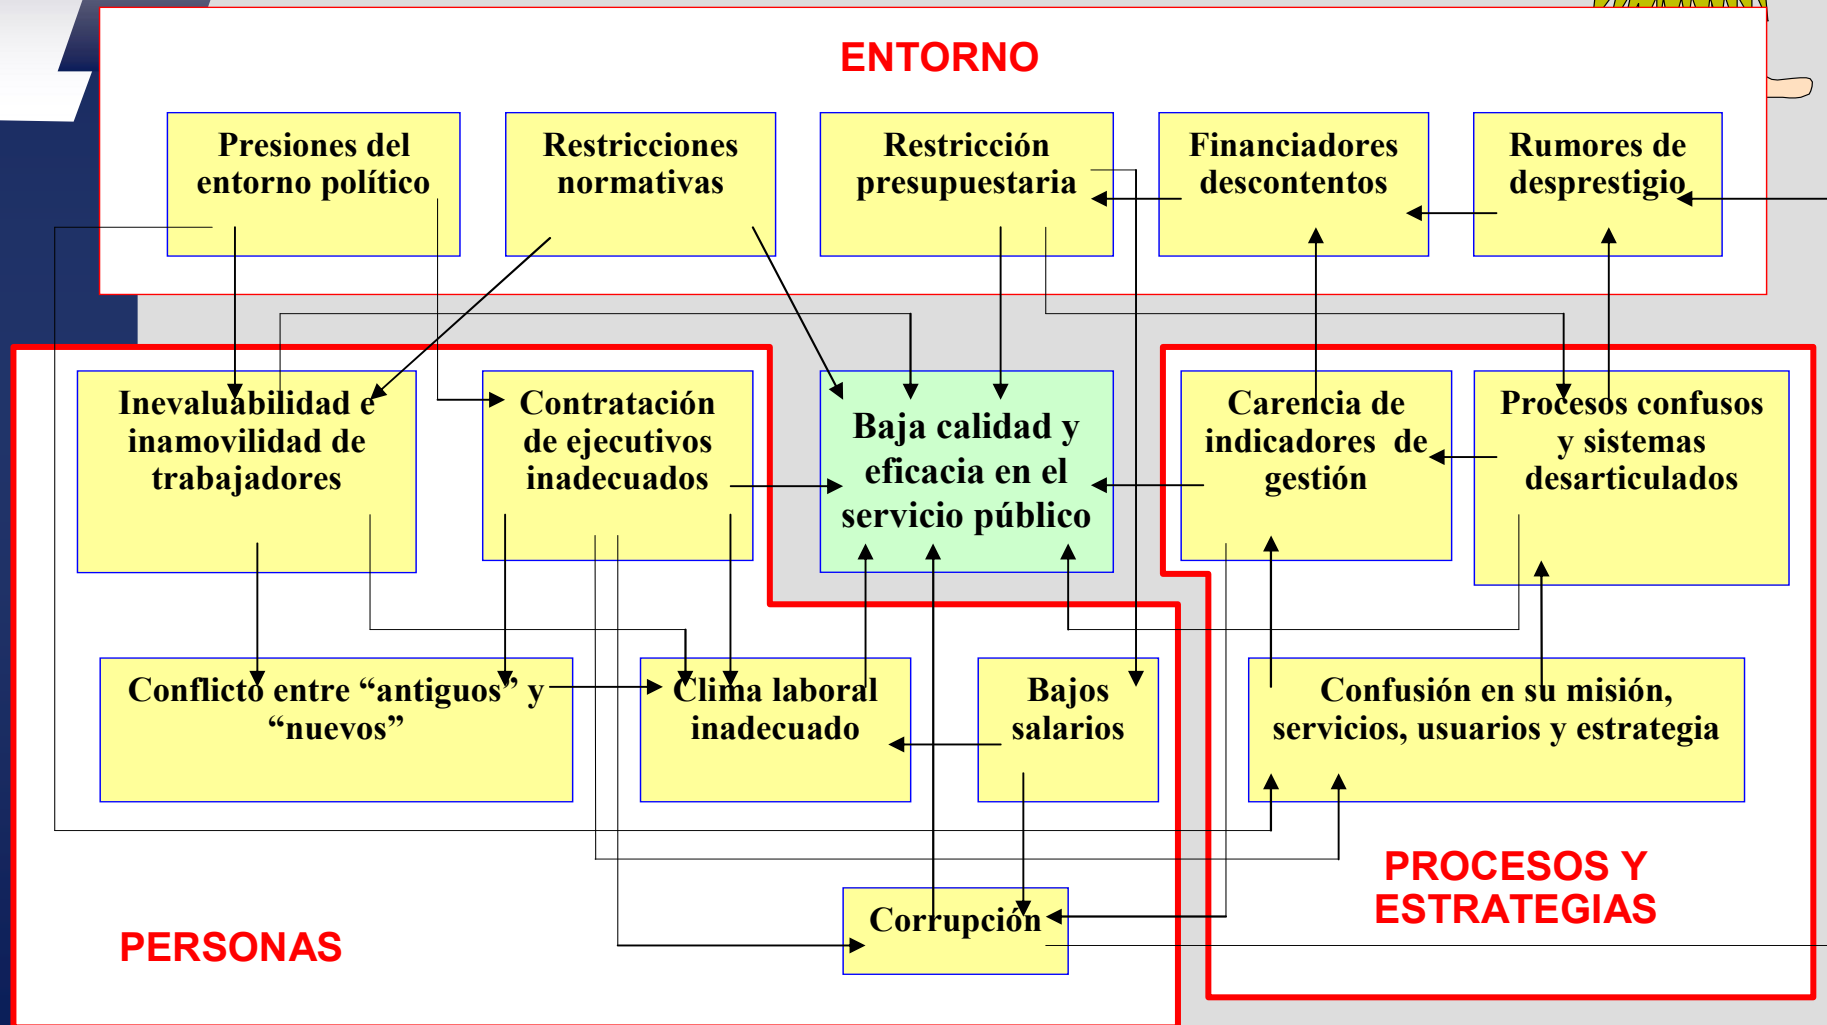 ENTORNO
Presiones del
entorno político
Restricciones
normativas
Restricción
presupuestaria
Financiadores
descontentos
Rumores de
desprestigio
Inevaluabilidad e
inamovilidad de
trabajadores
Contratación
de ejecutivos
inadecuados
Baja calidad y
eficacia en el
servicio público
Carencia de
indicadores de
gestión
Procesos confusos
y sistemas
desarticulados
Conflicto entre “antiguos” y
“nuevos”
Clima laboral
inadecuado
Bajos
salarios
Confusión en su misión,
servicios, usuarios y estrategia
PROCESOS Y
ESTRATEGIAS
Corrupción
PERSONAS